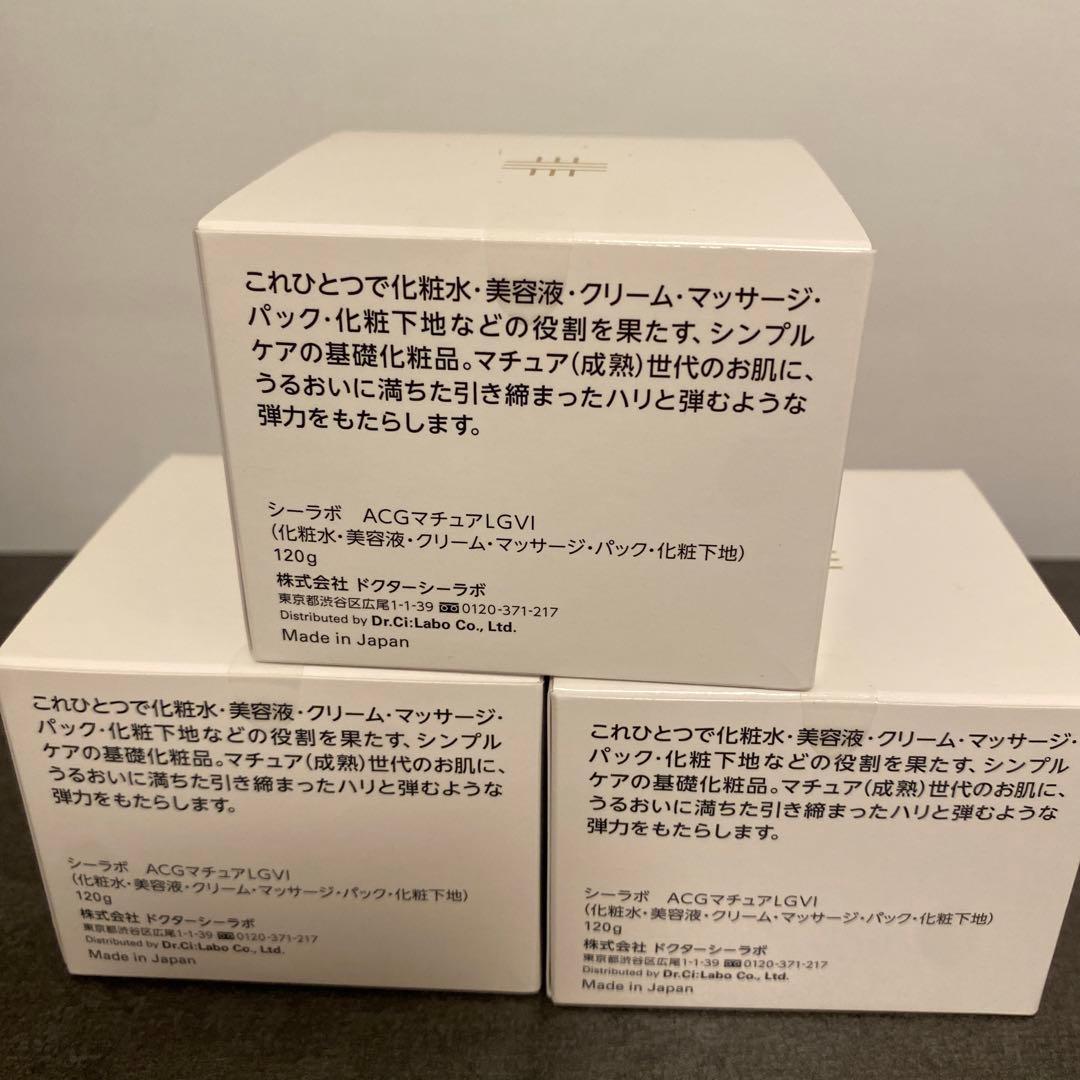 これひとつで化粧水・美容液・クリーム・マッサージ・
パック・化粧下地などの役割を果たす、シンプル
ケアの基礎化粧品。マチュア(成熟)世代のお肌に、
うるおいに満ちた引き締まったハリと弾むような
弾力をもたらします。
シーラボ ACGマチュアLGVI
(化粧水・美容液・クリーム・マッサージ・パック・化粧下地)
120g
株式会社 ドクターシーラボ
東京都渋谷区広尾1-1-39 0120-371-217
Distributed by Dr.Ci:Labo Co., Ltd.
Made in Japan
これひとつで化粧水・美容液・クリーム・マッサージ・
パック・化粧下地などの役割を果たす、シンプル
ケアの基礎化粧品。マチュア(成熟)世代のお肌に、
うるおいに満ちた引き締まったハリと弾むような
弾力をもたらします。
シーラボ ACGマチュアLGVI
(化粧水・美容液・クリーム・マッサージ・パック・化粧下地)
120g
株式会社 ドクターシーラボ
東京都渋谷区広尾1-1-39 0120-371-217
Distributed by Dr.Ci:Labo Co., Ltd.
Made in Japan
これひとつで化粧水・美容液・クリーム・マッサージ・
パック・化粧下地などの役割を果たす、シンプル
ケアの基礎化粧品。マチュア(成熟)世代のお肌に、
うるおいに満ちた引き締まったハリと弾むような
弾力をもたらします。
シーラボ ACGマチュアLGVI
(化粧水・美容液・クリーム・マッサージ・パック・化粧下地)
120g
株式会社 ドクターシーラボ
東京都渋谷区広尾1-1-39 0120-371-217
Distributed by Dr.Ci:Labo Co., Ltd.
Made in Japan